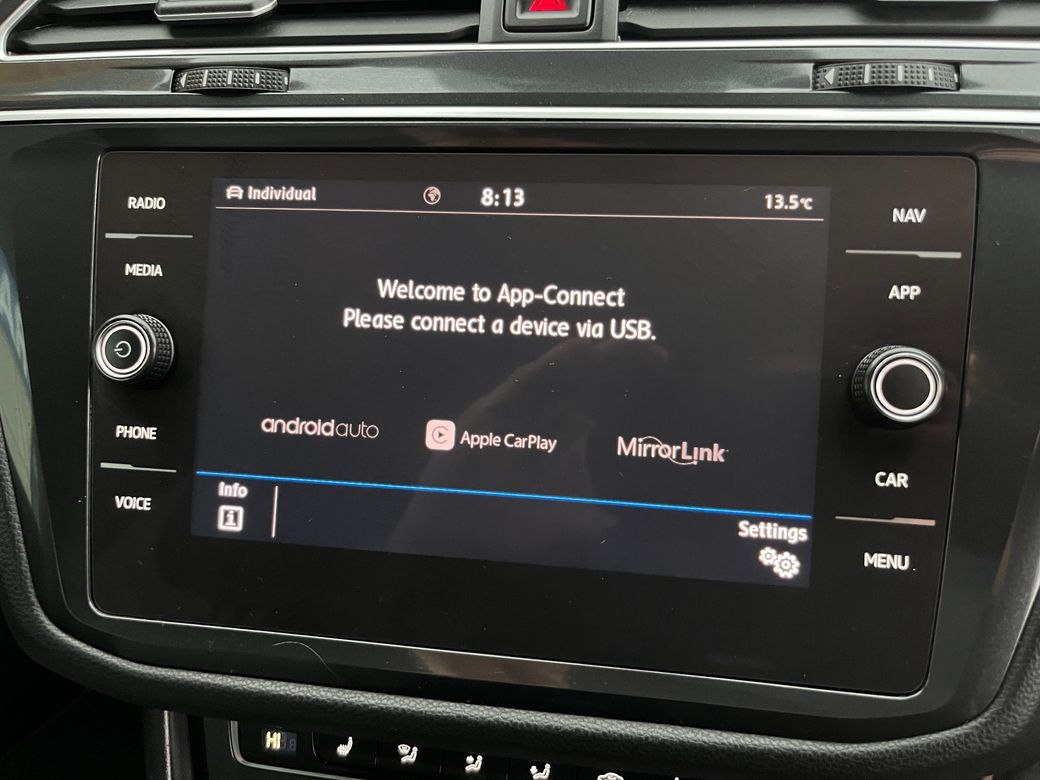 RADIO
MEDIA
PHONE
VOICE
Individual
8:13
13.5°C
Welcome to App-Connect
Please connect a device via USB.
androidauto
Apple CarPlay
MirrorLink
Info
Settings
NAV
APP
CAR
MENU
HI